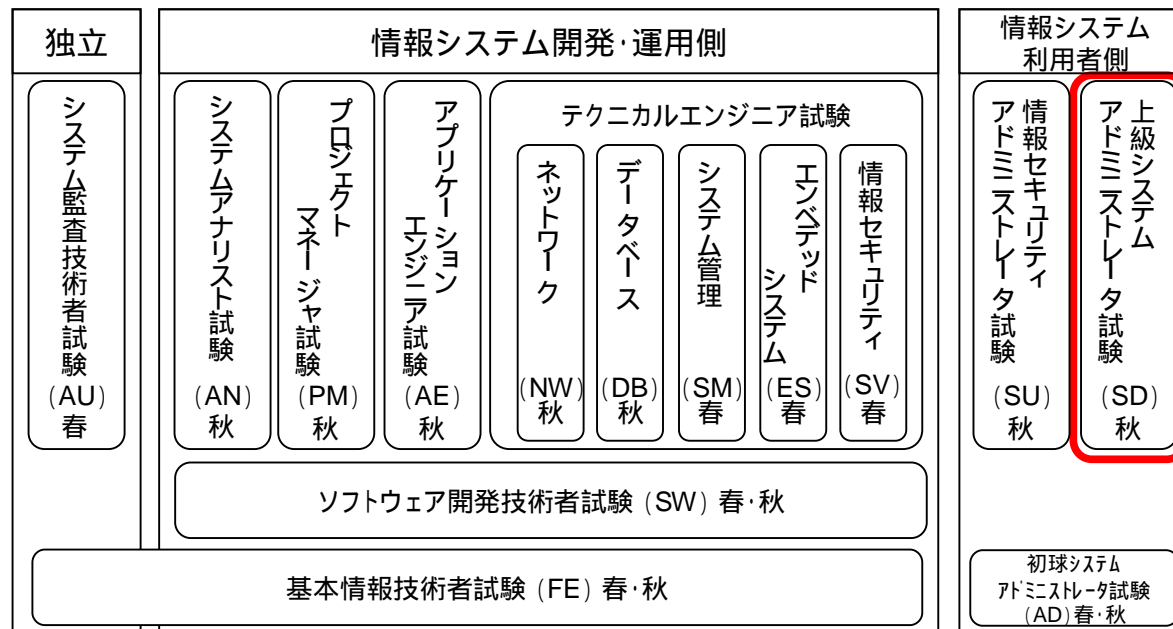 独立
システム監査技術者試験
(AU)
春
情報システム開発･運用側
システムアナリスト試験
(AN)
秋
プロジェクト
マネージャ試験
(PM)
秋
アプリケーション
エンジニア試験
(AE)
秋
テクニカルエンジニア試験
ネットワーク
(NW)
秋
データベース
(DB)
秋
システム管理
(SM)
春
エンベデッド
システム
(ES)
春
情報セキュリティ
(SV)
春
ソフトウェア開発技術者試験 (SW) 春･秋
基本情報技術者試験 (FE) 春･秋
情報システム
利用者側
情報セキュリティ
アドミニストレータ試験
(SU)
秋
上級システム
アドミニストレータ試験
(SD)
秋
初球ｼｽﾃﾑ
ｱﾄﾞﾐﾆｽﾄﾚｰﾀ試験
(AD)春･秋